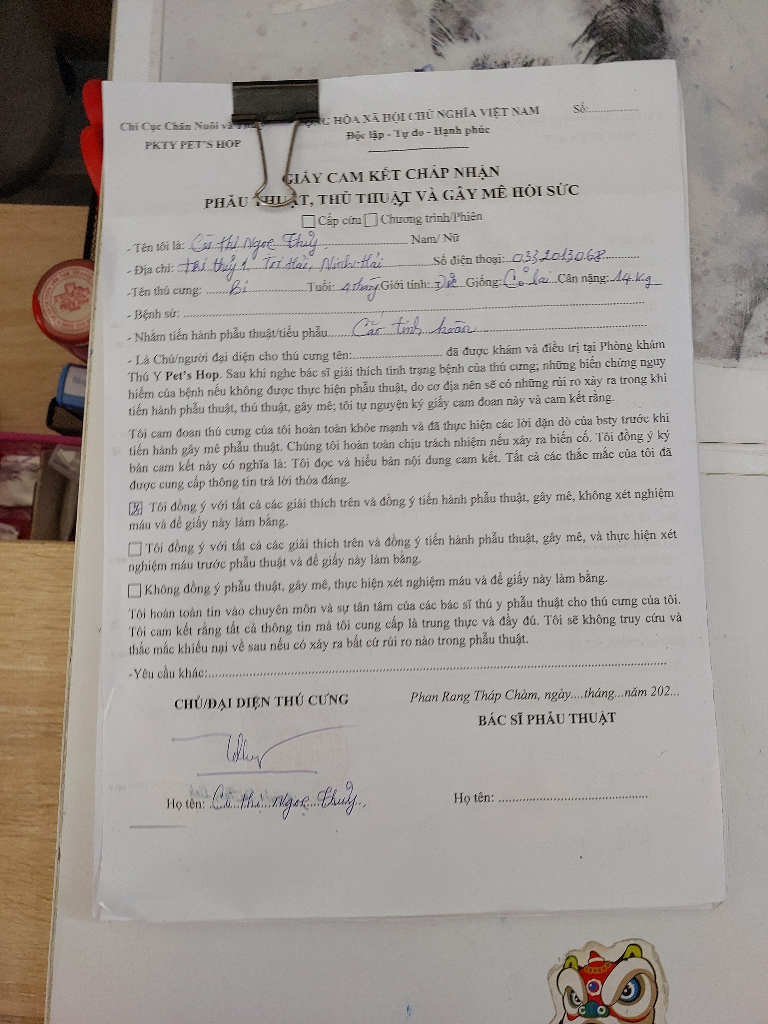 Chi Cục Chăn Nuôi và
CỘNG HÒA XÃ HỘI CHỦ NGHĨA VIỆT NAM
Số:................
PKTY PET'S HOP
Độc lập - Tự do - Hạnh phúc
GIẤY CAM KẾT CHẤP NHẬN
PHẪU THUẬT, THỦ THUẬT VÀ GÂY MÊ HỒI SỨC
Cấp cứu Chương trình/Phiên
- Tên tôi là: Thị Ngọc Thủy Nam/ Nữ
- Địa chỉ: Tri Hải, Ninh Hải Số điện thoại: 0332013068
-Tên thú cưng: Bi Tuổi: 4 tháng Giới tính: Đực Giống: Cỏ lai Cân nặng: 14 Kg
- Bệnh sử:
- Nhằm tiến hành phẫu thuật/tiểu phẫu Cắo tinh hoàn
- Là Chủ/người đại diện cho thú cưng tên:........................ đã được khám và điều trị tại Phòng khám
Thú Y Pet's Hop. Sau khi nghe bác sĩ giải thích tình trạng bệnh của thú cưng; những biến chứng nguy
hiểm của bệnh nếu không được thực hiện phẫu thuật, do cơ địa nên sẽ có những rủi ro xảy ra trong khi
tiến hành phẫu thuật, thủ thuật, gây mê; tôi tự nguyện ký giấy cam đoan này và cam kết rằng.
Tôi cam đoan thú cưng của tôi hoàn toàn khỏe mạnh và đã thực hiện các lời dặn dò của bsty trước khi
tiến hành gây mê phẫu thuật. Chúng tôi hoàn toàn chịu trách nhiệm nếu xảy ra biến cố. Tôi đồng ý ký
bản cam kết này có nghĩa là: Tôi đọc và hiểu bản nội dung cam kết. Tất cả các thắc mắc của tôi đã
được cung cấp thông tin trả lời thỏa đáng.
Tôi đồng ý với tất cả các giải thích trên và đồng ý tiến hành phẫu thuật, gây mê, không xét nghiệm
máu và để giấy này làm bằng.
Tôi đồng ý với tất cả các giải thích trên và đồng ý tiến hành phẫu thuật, gây mê, và thực hiện xét
nghiệm máu trước phẫu thuật và để giấy này làm bằng.
Không đồng ý phẫu thuật, gây mê, thực hiện xét nghiệm máu và để giấy này làm bằng.
Tôi hoàn toàn tin vào chuyên môn và sự tận tâm của các bác sĩ thú y phẫu thuật cho thú cưng của tôi.
Tôi cam kết rằng tất cả thông tin mà tôi cung cấp là trung thực và đầy đủ. Tôi sẽ không truy cứu và
thắc mắc khiếu nại về sau nếu có xảy ra bất cứ rủi ro nào trong phẫu thuật.
-Yêu cầu khác:
CHỦ/ĐẠI DIỆN THÚ CƯNG
Phan Rang Tháp Chàm, ngày....tháng...năm 202...
BÁC SĨ PHẪU THUẬT
Họ tên: Thị Ngọc Thủy
Họ tên: ............................................